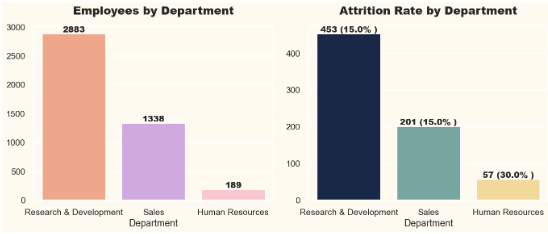 Employees by Department
3000
2500
2000
1500
1000
500
0
2883
1338
189
Research & Development
Sales
Human Resources
Department
Attrition Rate by Department
400
300
200
100
0
453 (15.0% )
201 (15.0% )
57 (30.0% )
Research & Development
Sales
Human Resources
Department